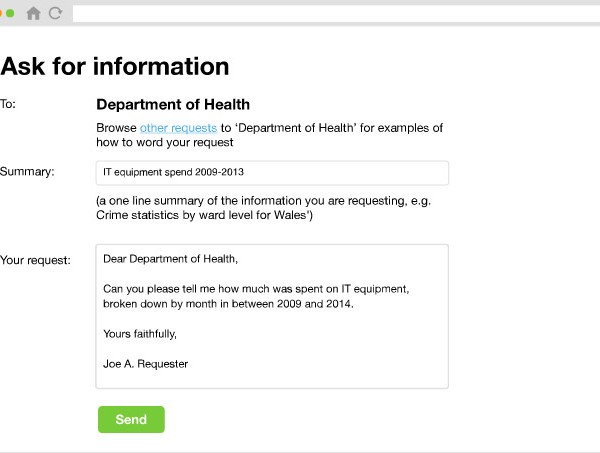 Ask for information
To:
Department of Health
Browse other requests to ‘Department of Health’ for examples of
how to word your request
Summary:
IT equipment spend 2009-2013
(a one line summary of the information you are requesting, e.g.
Crime statistics by ward level for Wales’)
Your request:
Dear Department of Health,
Can you please tell me how much was spent on IT equipment,
broken down by month in between 2009 and 2014.
Yours faithfully,
Joe A. Requester
Send